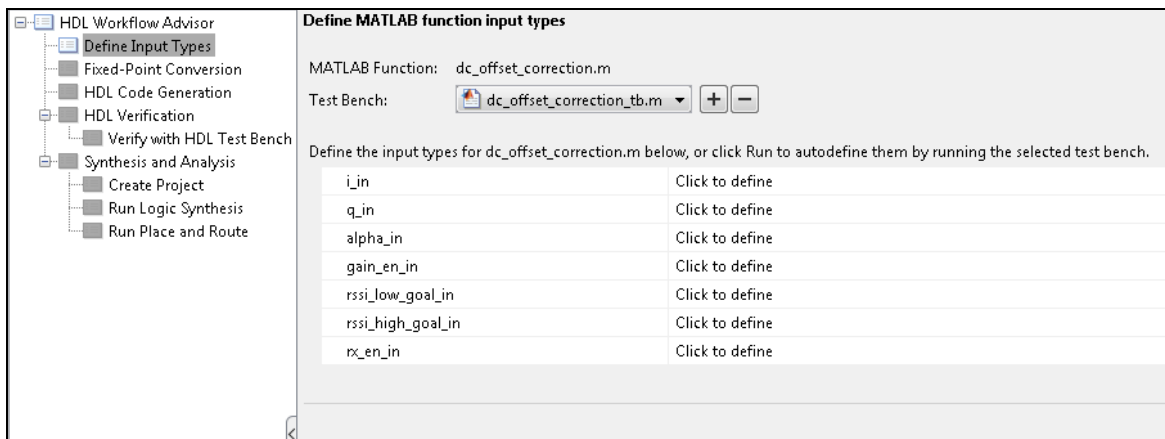 HDL Workflow Advisor
Define Input Types
Fixed-Point Conversion
HDL Code Generation
HDL Verification
Verify with HDL Test Bench
Synthesis and Analysis
Create Project
Run Logic Synthesis
Run Place and Route
Define MATLAB function input types
MATLAB Function: dc_offset_correction.m
Test Bench: dc_offset_correction_tb.m
Define the input types for dc_offset_correction.m below, or click Run to autodefine them by running the selected test bench.
i_in Click to define
q_in Click to define
alpha_in Click to define
gain_en_in Click to define
rssi_low_goal_in Click to define
rssi_high_goal_in Click to define
rx_en_in Click to define